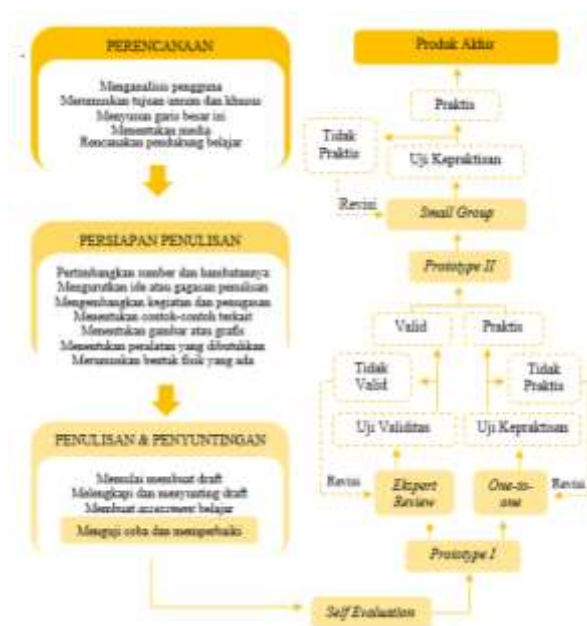 PERENCANAAN
Menganalisis pengguna
Merumuskan tujuan umum dan khusus
Menyusun garis besar isi
Menentukan media
Rencanakan pendukung belajar
PERSIAPAN PENULISAN
Pertimbangkan sumber dan hambatannya
Mengurutkan ide atau gagasan penulisan
Mengembangkan kegiatan dan penugasan
Menentukan contoh-contoh terkait
Menentukan gambar atau grafis
Menentukan peralatan yang dibutuhkan
Merumuskan bentuk fisik yang ada
PENULISAN & PENYUNTINGAN
Memulai membuat draft
Melengkapi dan menyunting draft
Membuat assessment belajar
Menguji coba dan memperbaiki
Self Evaluation
Prototype I
Ekspert
Review
One-to-
one
Revisi
Revisi
Uji Validitas
Uji Kepraktisan
Tidak
Valid
Tidak
Praktis
Valid
Praktis
Prototype II
Small Group
Revisi
Uji Kepraktisan
Tidak
Praktis
Praktis
Produk Akhir